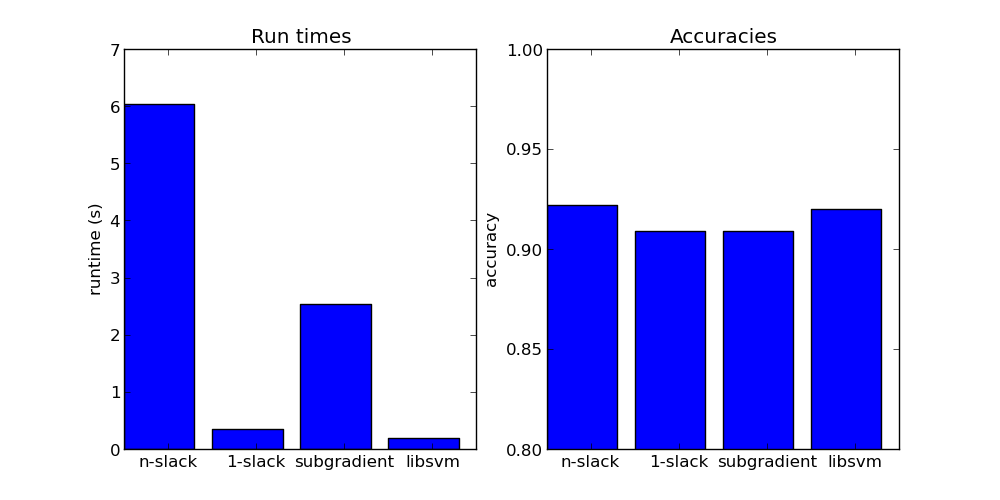 Run times
7
6
5
4
3
2
1
0
runtime (s)
n-slack 1-slack subgradient libsvm
Accuracies
1.00
0.95
0.90
0.85
0.80
accuracy
n-slack 1-slack subgradient libsvm